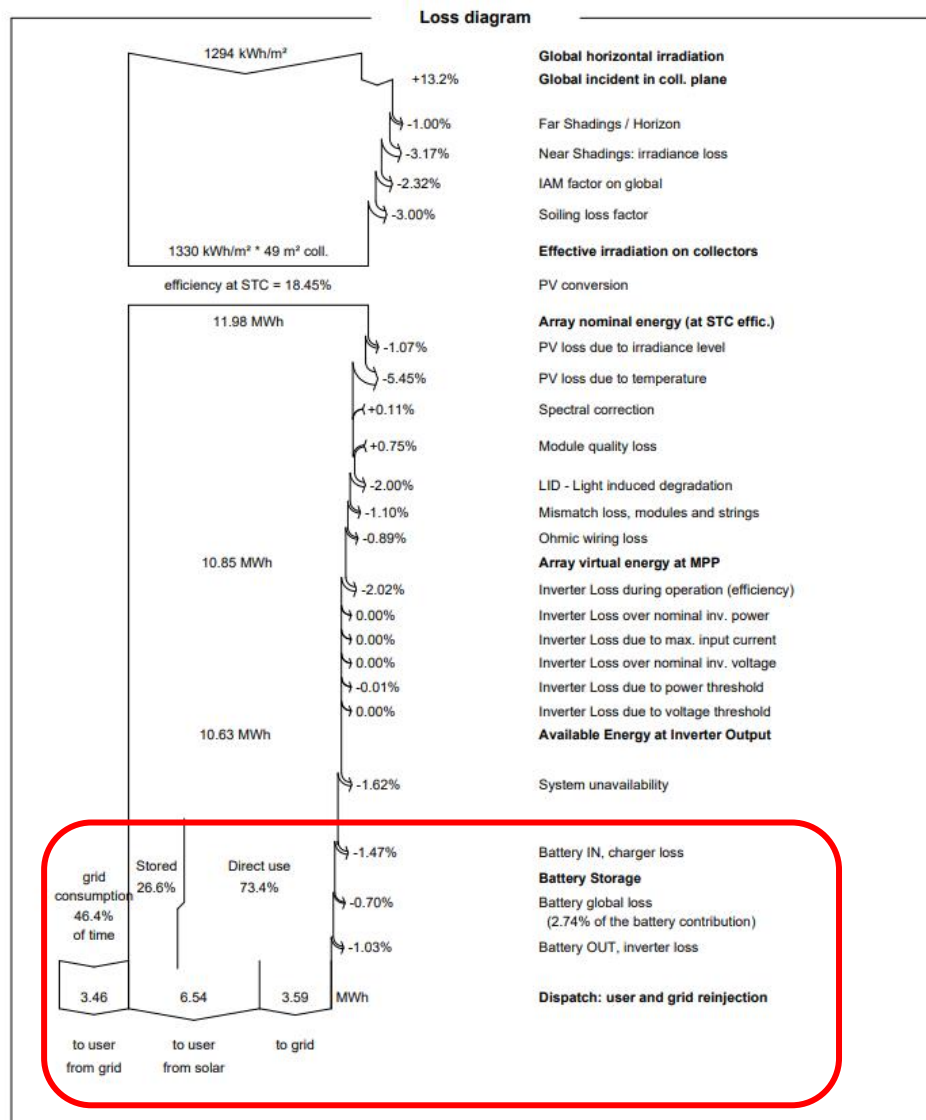 Loss diagram
1294 kWh/m² Global horizontal irradiation
+13.2% Global incident in coll. plane
-1.00% Far Shadings / Horizon
-3.17% Near Shadings: irradiance loss
-2.32% IAM factor on global
-3.00% Soiling loss factor
1330 kWh/m² * 49 m² coll. Effective irradiation on collectors
efficiency at STC = 18.45% PV conversion
11.98 MWh Array nominal energy (at STC effic.)
-1.07% PV loss due to irradiance level
-5.45% PV loss due to temperature
+0.11% Spectral correction
+0.75% Module quality loss
-2.00% LID - Light induced degradation
-1.10% Mismatch loss, modules and strings
-0.89% Ohmic wiring loss
10.85 MWh Array virtual energy at MPP
-2.02% Inverter Loss during operation (efficiency)
0.00% Inverter Loss over nominal inv. power
0.00% Inverter Loss due to max. input current
0.00% Inverter Loss over nominal inv. voltage
-0.01% Inverter Loss due to power threshold
0.00% Inverter Loss due to voltage threshold
10.63 MWh Available Energy at Inverter Output
-1.62% System unavailability
-1.47% Battery IN, charger loss
Stored Direct use
26.6% 73.4%
Battery Storage
grid
consumption
46.4%
of time
-0.70% Battery global loss
(2.74% of the battery contribution)
-1.03% Battery OUT, inverter loss
3.46 6.54 3.59 MWh Dispatch: user and grid reinjection
to user to user to grid
from grid from solar